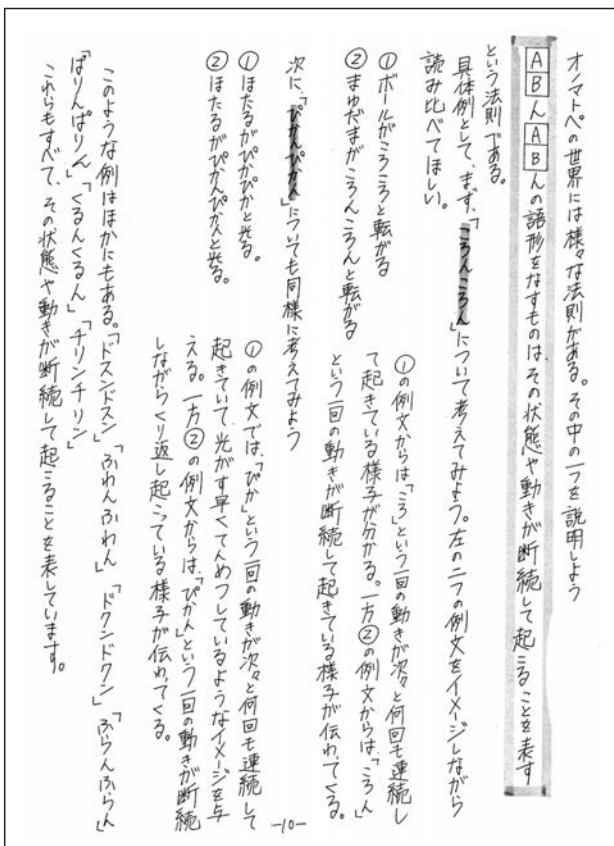 オノマトペの世界には様々な法則がある。その中の一つを説明しよう
ABんABんの語形をなすものは、その状態や動きが断続して起こることを表す
という法則である。
具体例として、まず、「ころんころん」について考えてみよう。左の二つの例文をイメージしながら
読み比べてほしい。
①ボールがころころと転がる
②まゆだまがころんころんと転がる
①の例文からは「ころ」という一回の動きが次々と何回も連続し
て起きている様子が分かる。一方②の例文からは、「ころん」
という一回の動きが断続して起きている様子が伝わってくる。
次に、「ぴかんぴかん」についても同様に考えてみよう
①ほたるがぴかぴかと光る。
②ほたるがぴかんぴかんと光る。
①の例文では、「ぴか」という一回の動きが次々と何回も連続して
起きていて、光がす早くてんめつしているようなイメージを与
える。一方②の例文からは、「ぴかん」という一回の動きが断続
しながらくり返し起こっている様子が伝わってくる。
このような例はほかにもある。「ドスンドスン」「ふわんふわん」「ドクンドクン」「ぶらんぶらん」
「ぱりんぱりん」「くるんくるん」「チリンチリン」
これらもすべて、その状態や動きが断続して起こることを表しています。
-10-